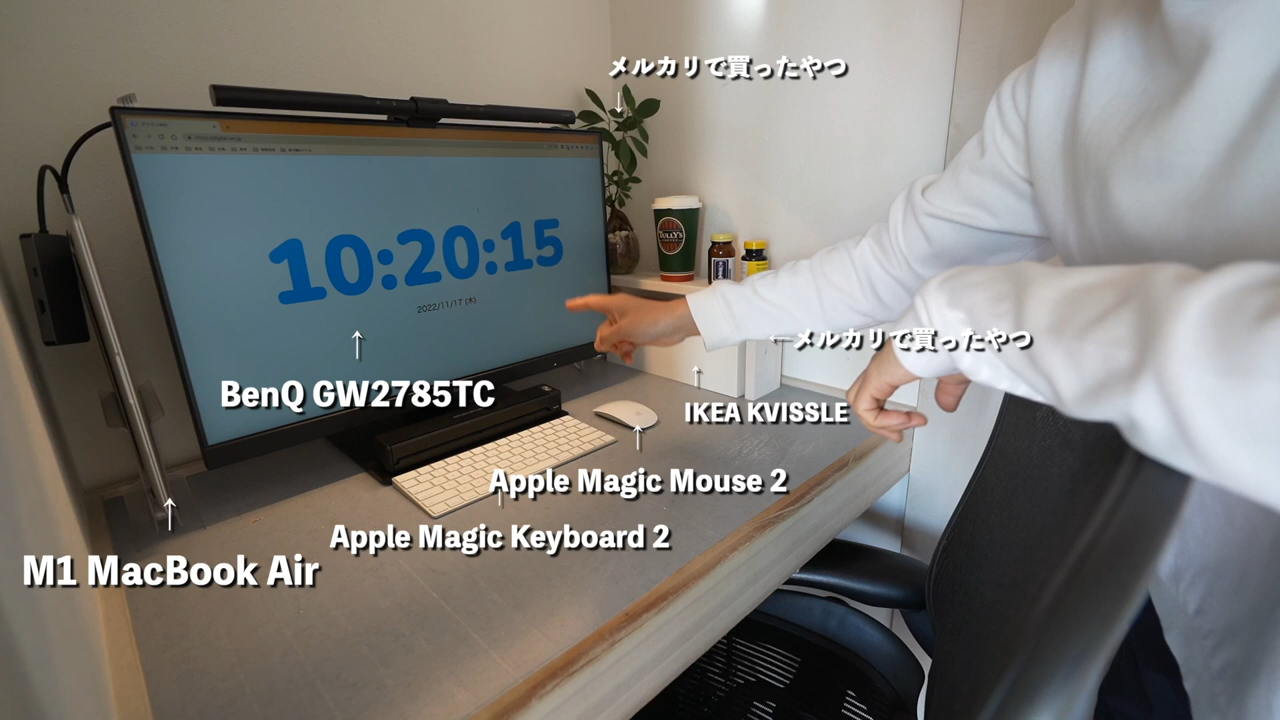 メルカリで買ったやつ
↓
TULLY'S
COFFEE
10:20:15
2022/11/17 (木)
←メルカリで買ったやつ
↑
BenQ GW2785TC
↑
IKEA KVISSLE
↑
Apple Magic Mouse 2
↑
Apple Magic Keyboard 2
↑
M1 MacBook Air